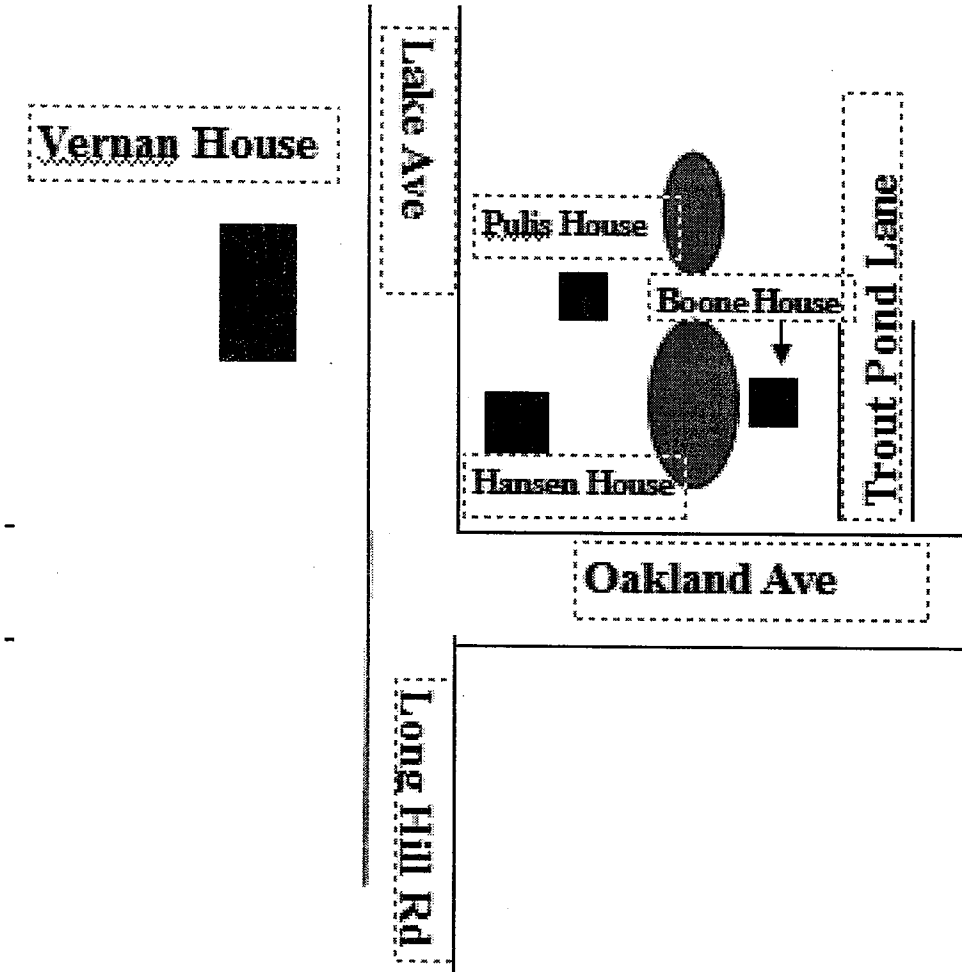 Lake Ave
Vernan House
Pulis House
Boone House
Trout Pond Lane
Hansen House
Oakland Ave
Long Hill Rd